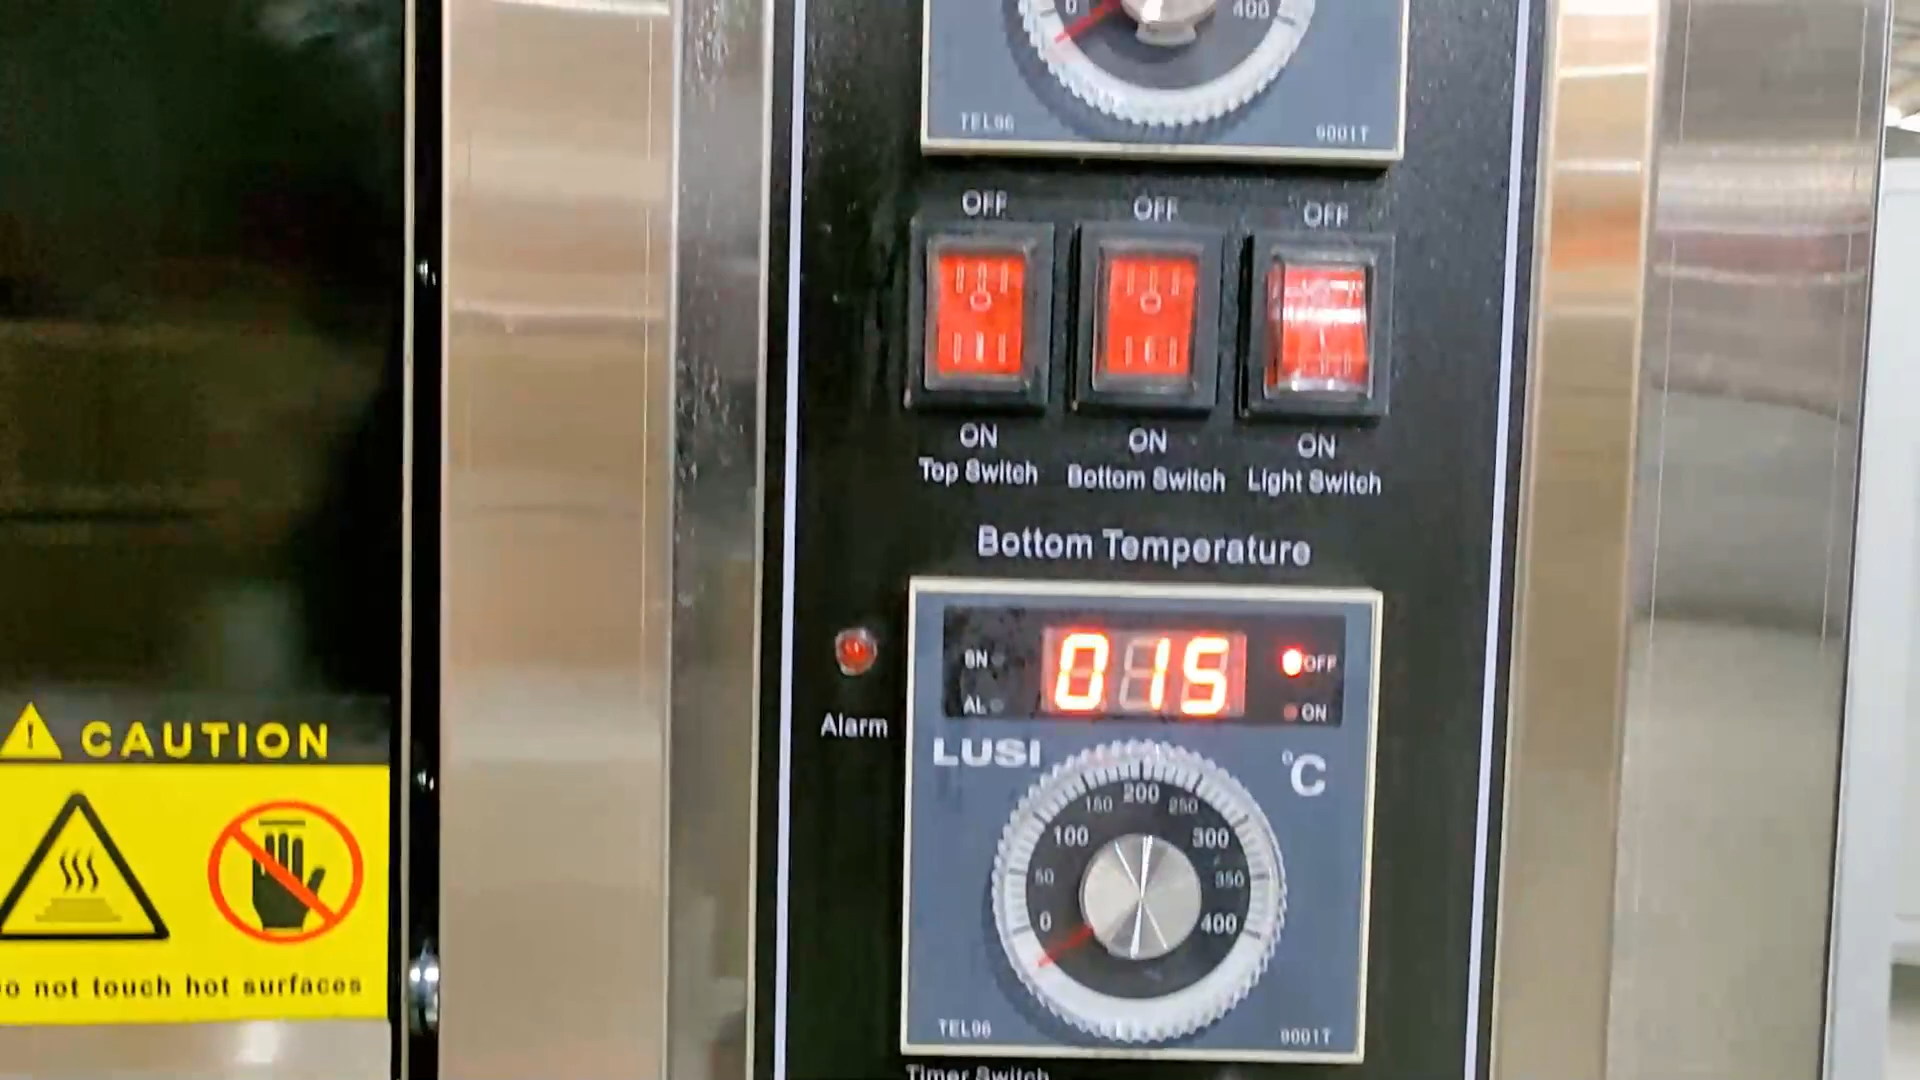 0 400
TEL96 9001T
OFF OFF OFF
ON ON ON
Top Switch Bottom Switch Light Switch
Bottom Temperature
Alarm
015
OFF
AL
ON
LUSI
°C
0 50 100 150 200 250 300 350 400
TEL96 9001T
Timer Switch
CAUTION
not touch hot surfaces